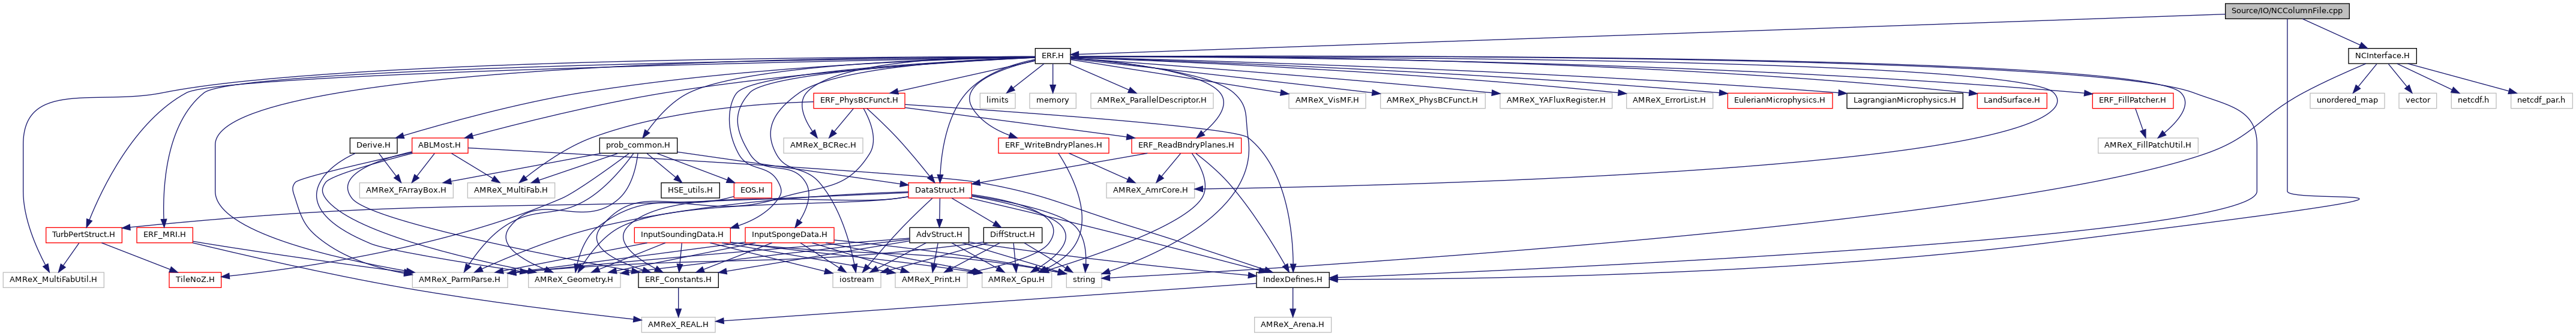 Source/IO/NCColumnFile.cpp
ERF.H
NCInterface.H
ERF_PhysBCFunct.H
limits
memory
AMReX_ParallelDescriptor.H
AMReX_VisMF.H
AMReX_PhysBCFunct.H
AMReX_YAFluxRegister.H
AMReX_ErrorList.H
EulerianMicrophysics.H
LagrangianMicrophysics.H
LandSurface.H
ERF_FillPatcher.H
unordered_map
vector
netcdf.h
netcdf_par.h
Derive.H
ABLMost.H
prob_common.H
AMReX_BCRec.H
ERF_WriteBndryPlanes.H
ERF_ReadBndryPlanes.H
AMReX_FillPatchUtil.H
AMReX_FArrayBox.H
AMReX_MultiFab.H
HSE_utils.H
EOS.H
DataStruct.H
AMReX_AmrCore.H
TurbPertStruct.H
ERF_MRI.H
InputSoundingData.H
InputSpongeData.H
AdvStruct.H
DiffStruct.H
AMReX_MultiFabUtil.H
TileNoZ.H
AMReX_ParmParse.H
AMReX_Geometry.H
ERF_Constants.H
iostream
AMReX_Print.H
AMReX_Gpu.H
string
IndexDefines.H
AMReX_REAL.H
AMReX_Arena.H